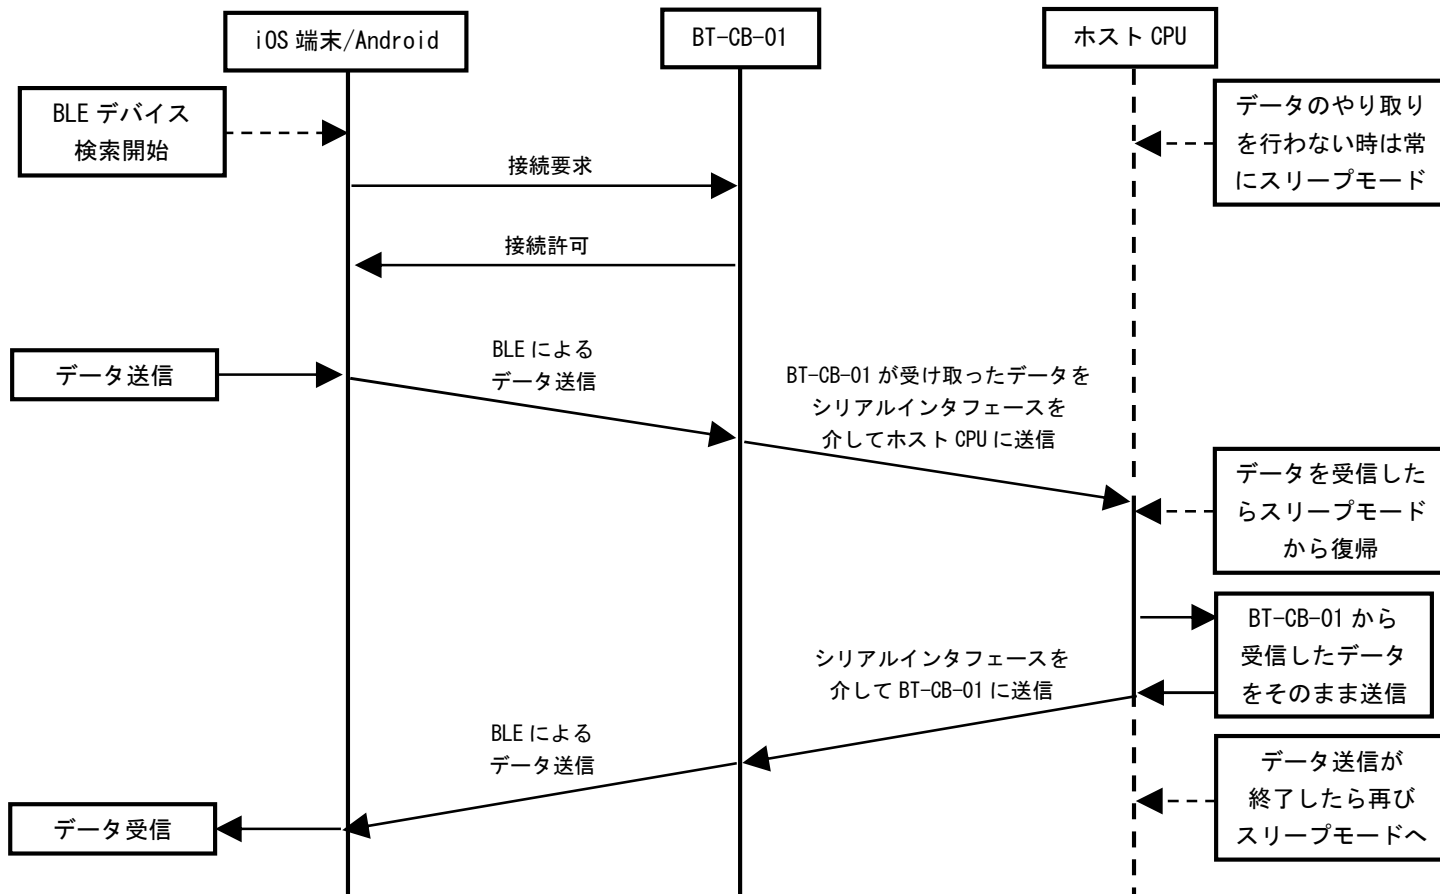 iOS 端末/Android
BT-CB-01
ホスト CPU
BLE デバイス
検索開始
データのやり取り
を行わない時は常
にスリープモード
接続要求
接続許可
データ送信
BLE による
データ送信
BT-CB-01 が受け取ったデータを
シリアルインタフェースを
介してホスト CPU に送信
データを受信した
らスリープモード
から復帰
BT-CB-01 から
受信したデータ
をそのまま送信
シリアルインタフェースを
介して BT-CB-01 に送信
BLE による
データ送信
データ送信が
終了したら再び
スリープモードへ
データ受信